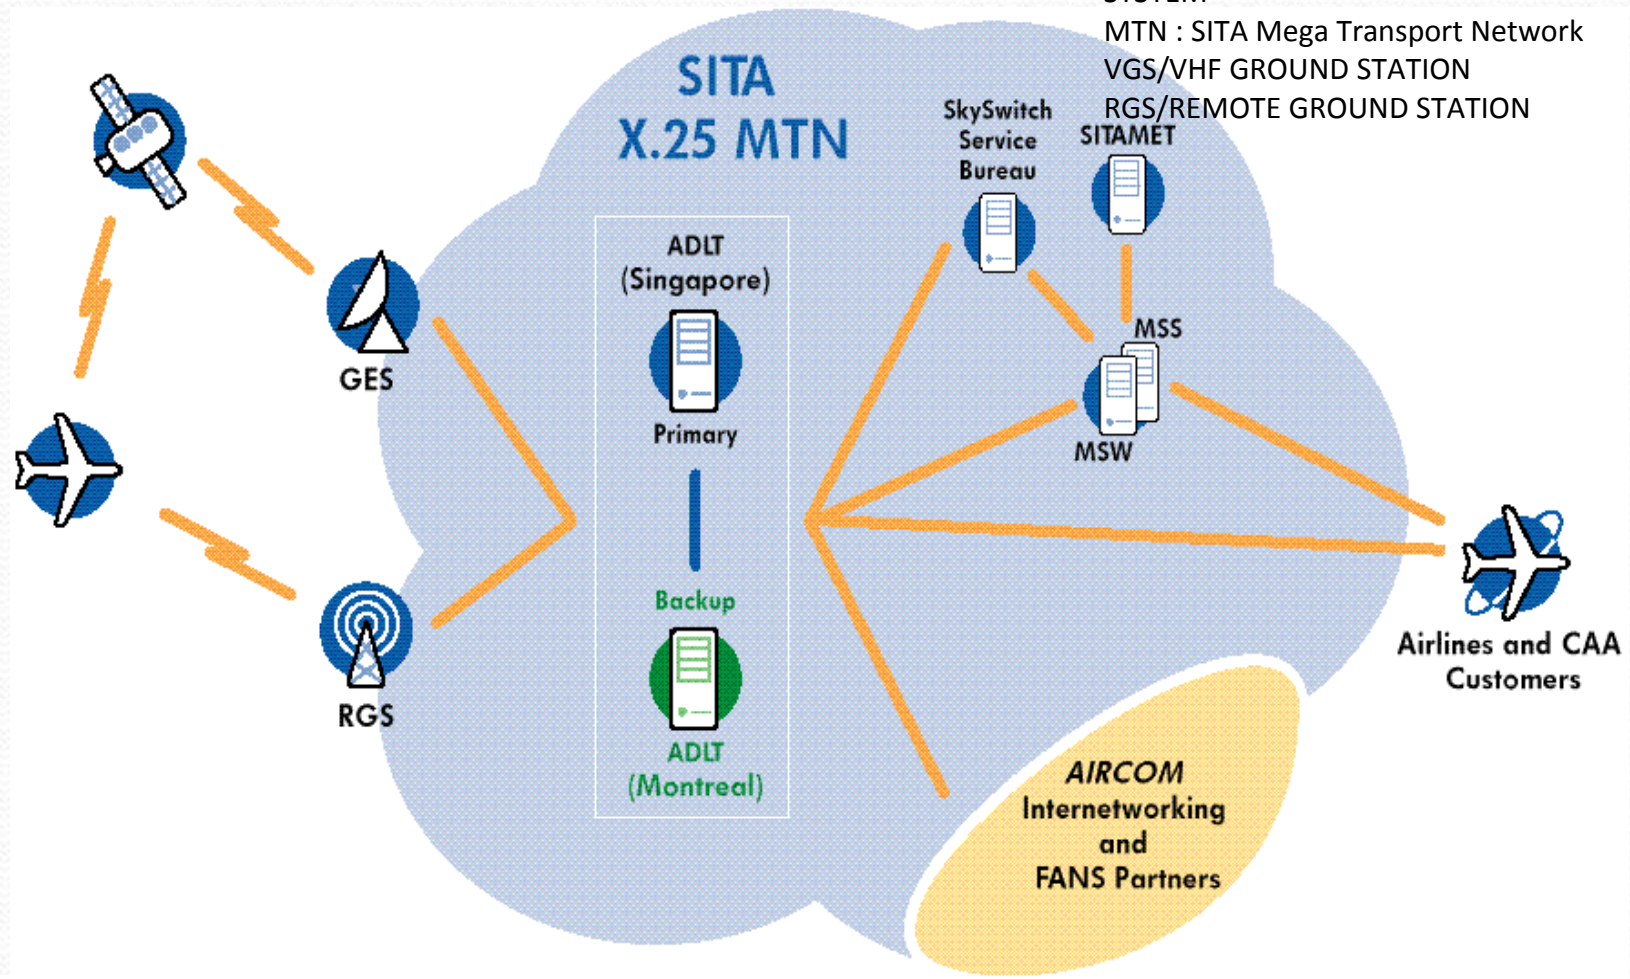 SYSTEM
MTN : SITA Mega Transport Network
VGS/VHF GROUND STATION
RGS/REMOTE GROUND STATION
SITA
X.25 MTN
SkySwitch
Service
Bureau
SITAMET
ADLT
(Singapore)
Primary
Backup
ADLT
(Montreal)
GES
RGS
MSS
MSW
Airlines and CAA
Customers
AIRCOM
Internetworking
and
FANS Partners